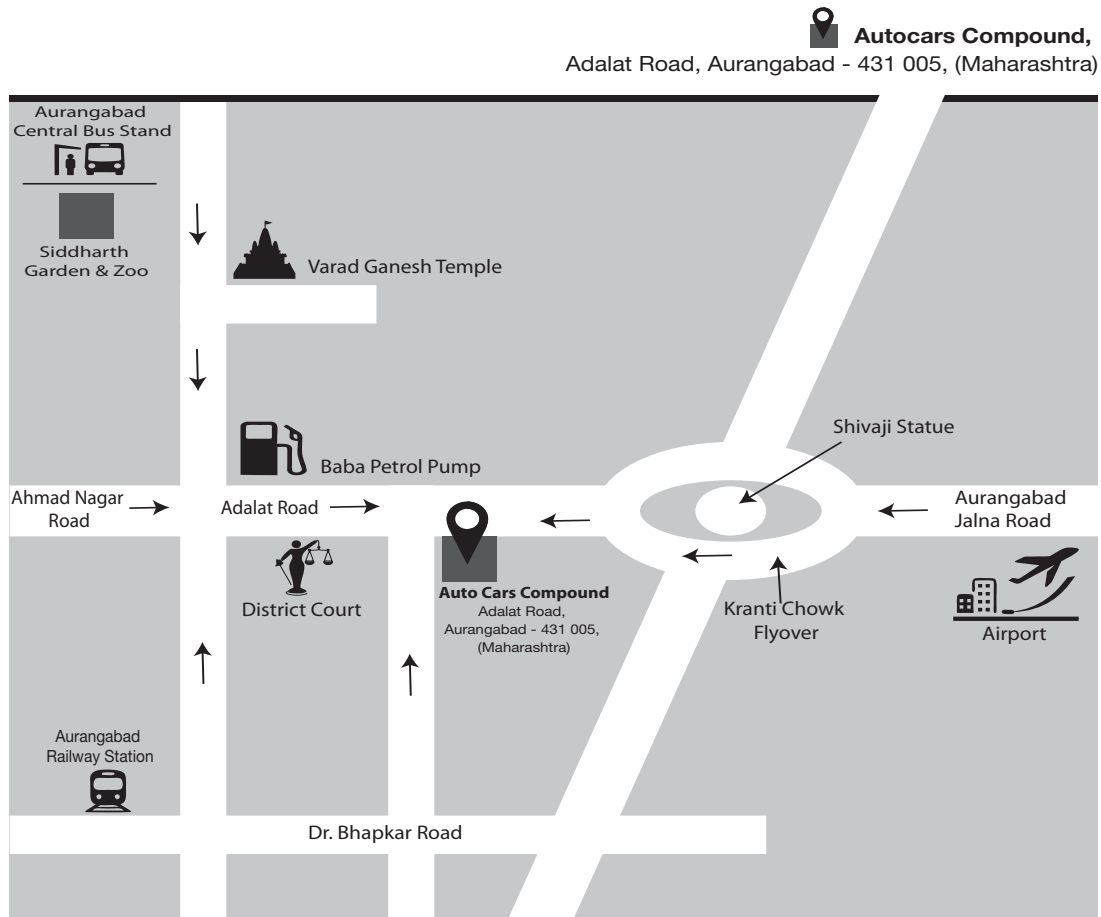 Autocars Compound,
Adalat Road, Aurangabad - 431 005, (Maharashtra)
Aurangabad
Central Bus Stand
Siddharth
Garden & Zoo
Varad Ganesh Temple
Shivaji Statue
Baba Petrol Pump
Ahmad Nagar
Road
Adalat Road
Aurangabad
Jalna Road
District Court
Auto Cars Compound
Adalat Road,
Aurangabad - 431 005,
(Maharashtra)
Kranti Chowk
Flyover
Airport
Aurangabad
Railway Station
Dr. Bhapkar Road